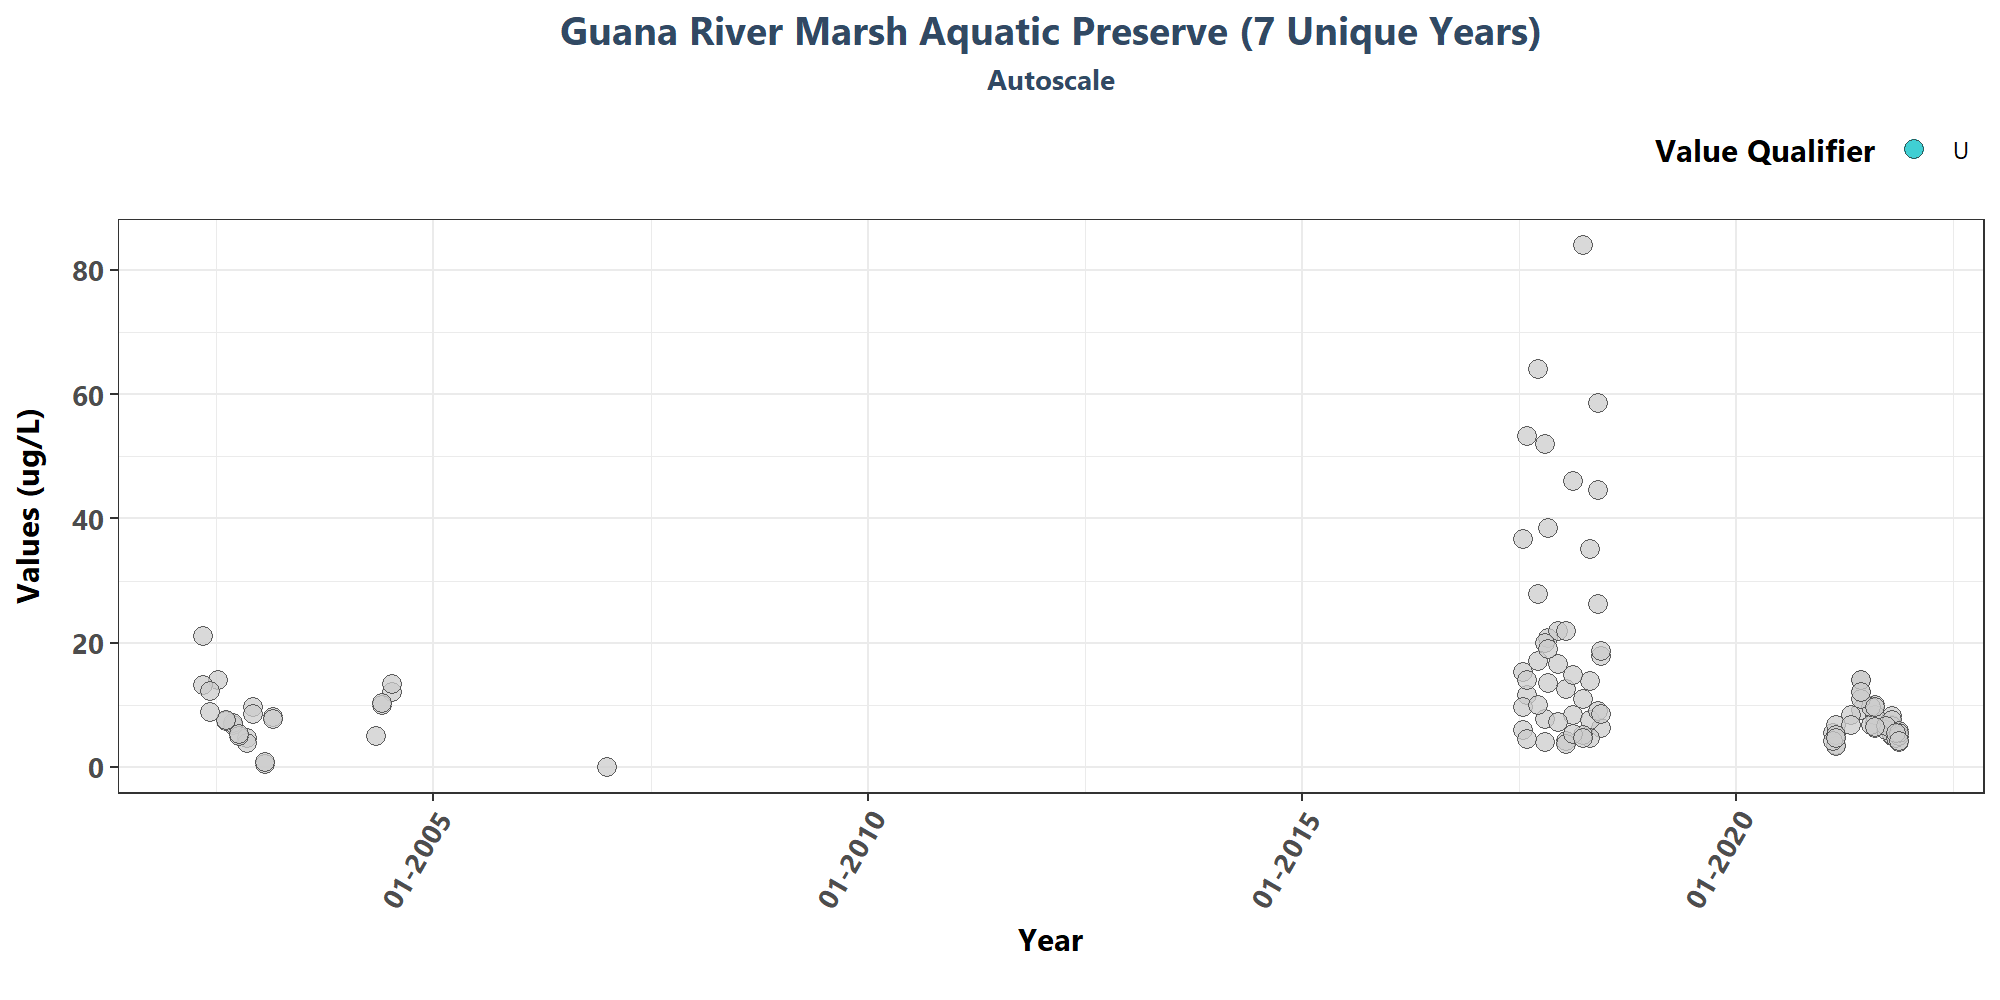 Guana River Marsh Aquatic Preserve (7 Unique Years)
Autoscale
Value Qualifier U
Values (ug/L)
80
60
40
20
0
01-2005 01-2010 01-2015 01-2020
Year